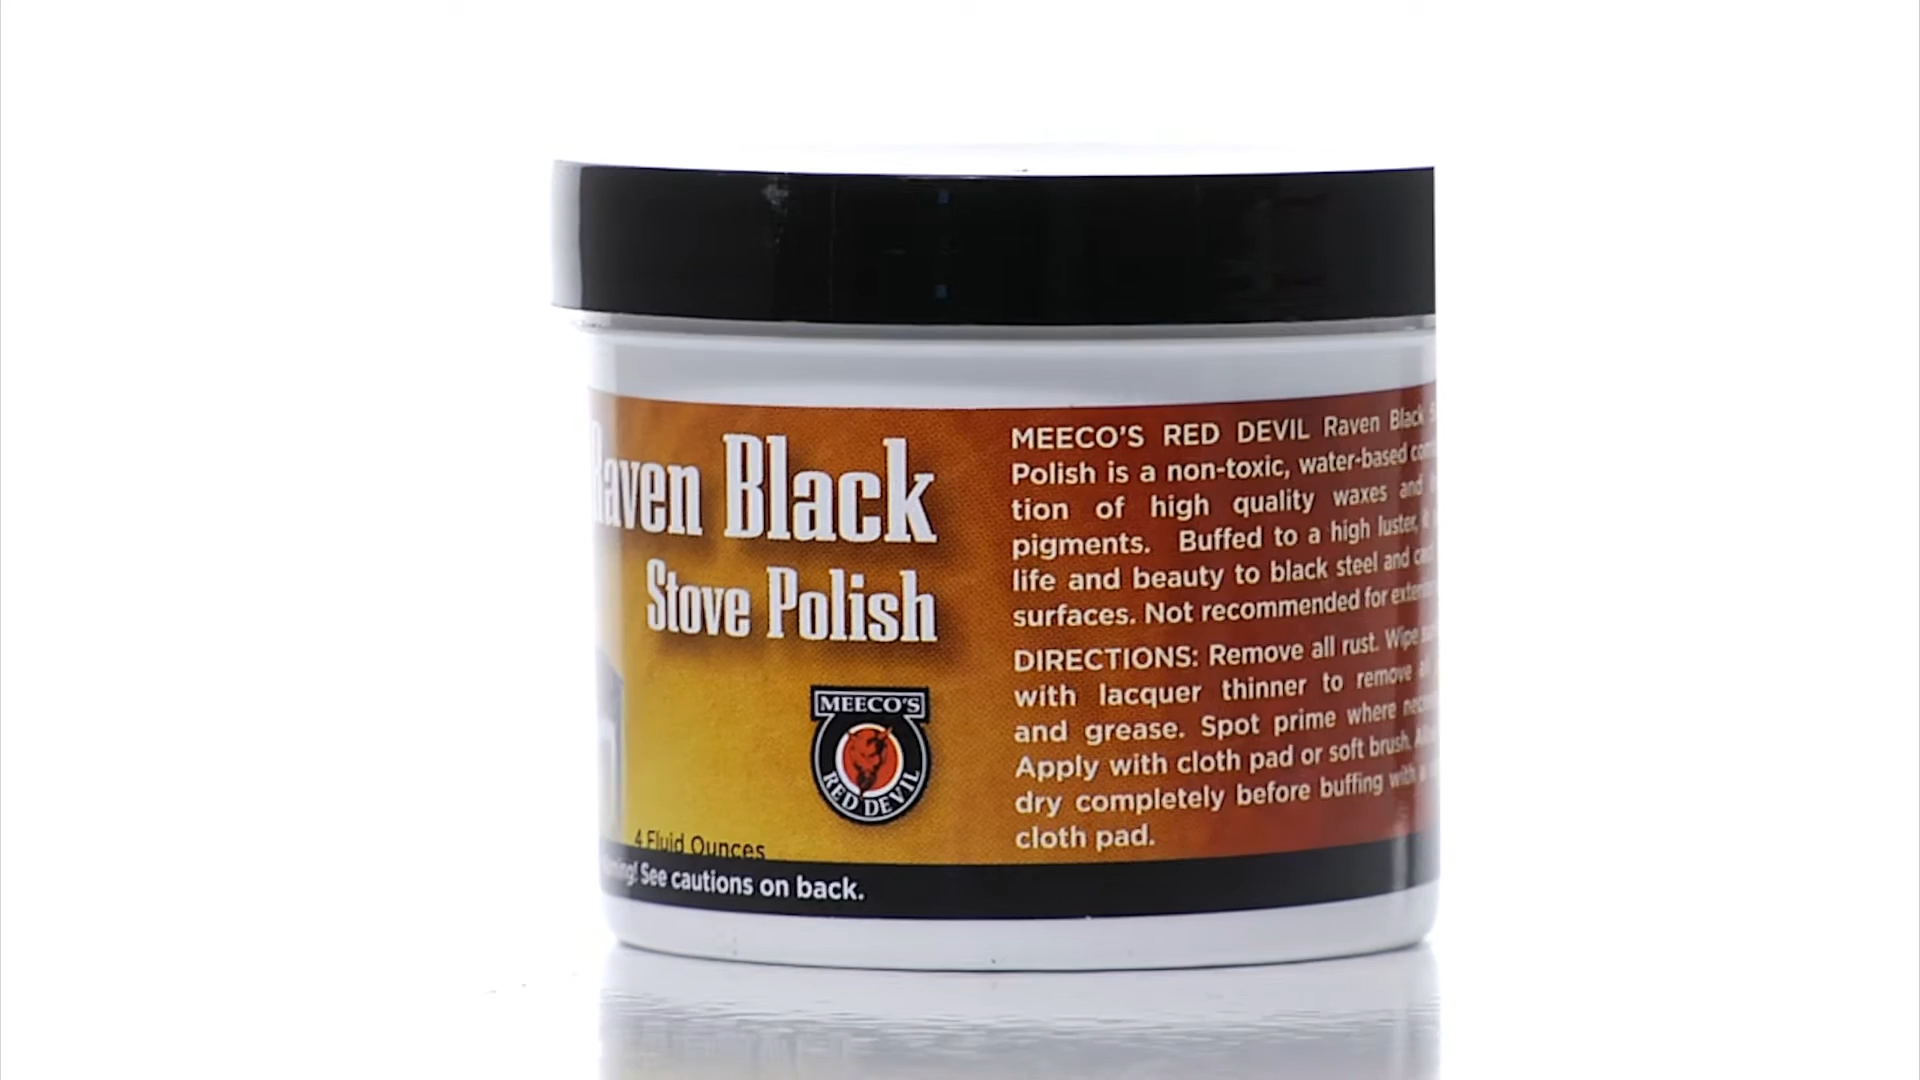 Raven Black
Stove Polish
MEECO'S
RED DEVIL
4 Fluid Ounces
See cautions on back.
MEECO'S RED DEVIL Raven Black
Polish is a non-toxic, water-based
tion of high quality waxes and
pigments. Buffed to a high luster,
life and beauty to black steel and
surfaces. Not recommended for
DIRECTIONS: Remove all rust. Wipe
with lacquer thinner to remove
and grease. Spot prime where
Apply with cloth pad or soft brush.
dry completely before buffing with
cloth pad.